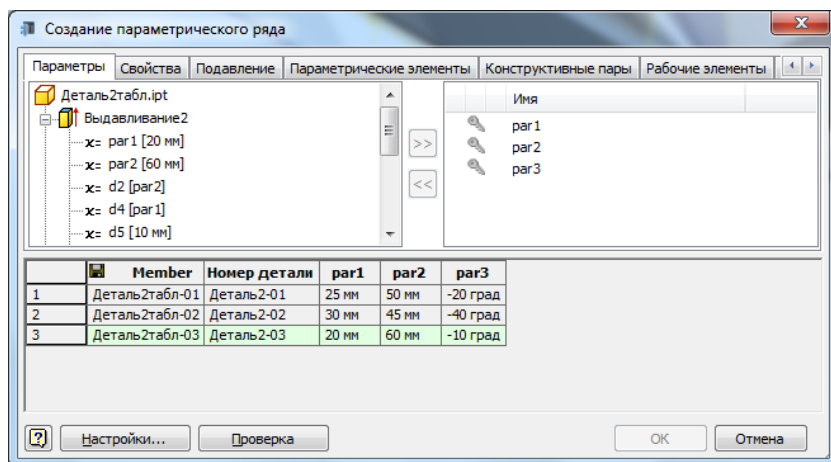 Создание параметрического ряда
Параметры Свойства Подавление Параметрические элементы Конструктивные пары Рабочие элементы
Деталь2табл.ipt
Выдавливание2
x= par1 [20 мм]
x= par2 [60 мм]
x= d2 [par2]
x= d4 [par1]
x= d5 [10 мм]
>>
<<
Имя
par1
par2
par3
Member Номер детали par1 par2 par3
1 Деталь2табл-01 Деталь2-01 25 мм 50 мм -20 град
2 Деталь2табл-02 Деталь2-02 30 мм 45 мм -40 град
3 Деталь2табл-03 Деталь2-03 20 мм 60 мм -10 град
? Настройки... Проверка OK Отмена